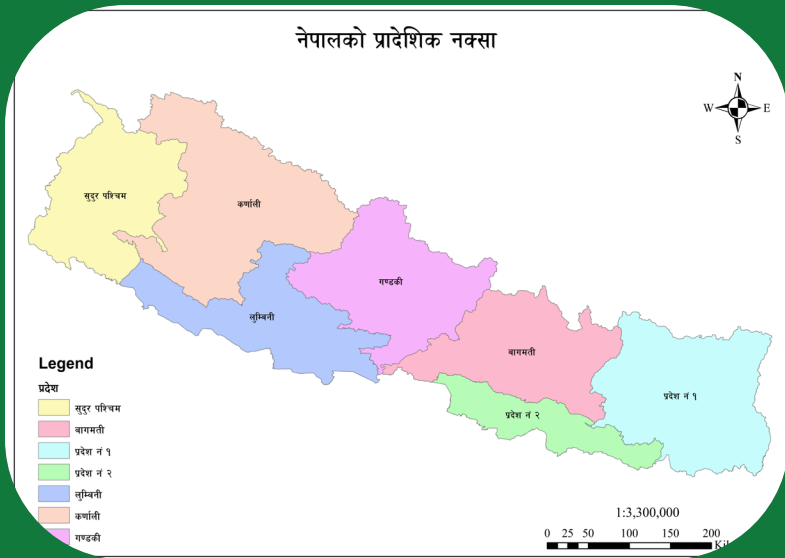 नेपालको प्रादेशिक नक्सा
N
W E
S
सुदुर पश्चिम
कर्णाली
गण्डकी
लुम्बिनी
बागमती
प्रदेश नं १
प्रदेश नं २
Legend
प्रदेश
सुदुर पश्चिम
बागमती
प्रदेश नं १
प्रदेश नं २
लुम्बिनी
कर्णाली
गण्डकी
1:3,300,000
0 25 50 100 150 200